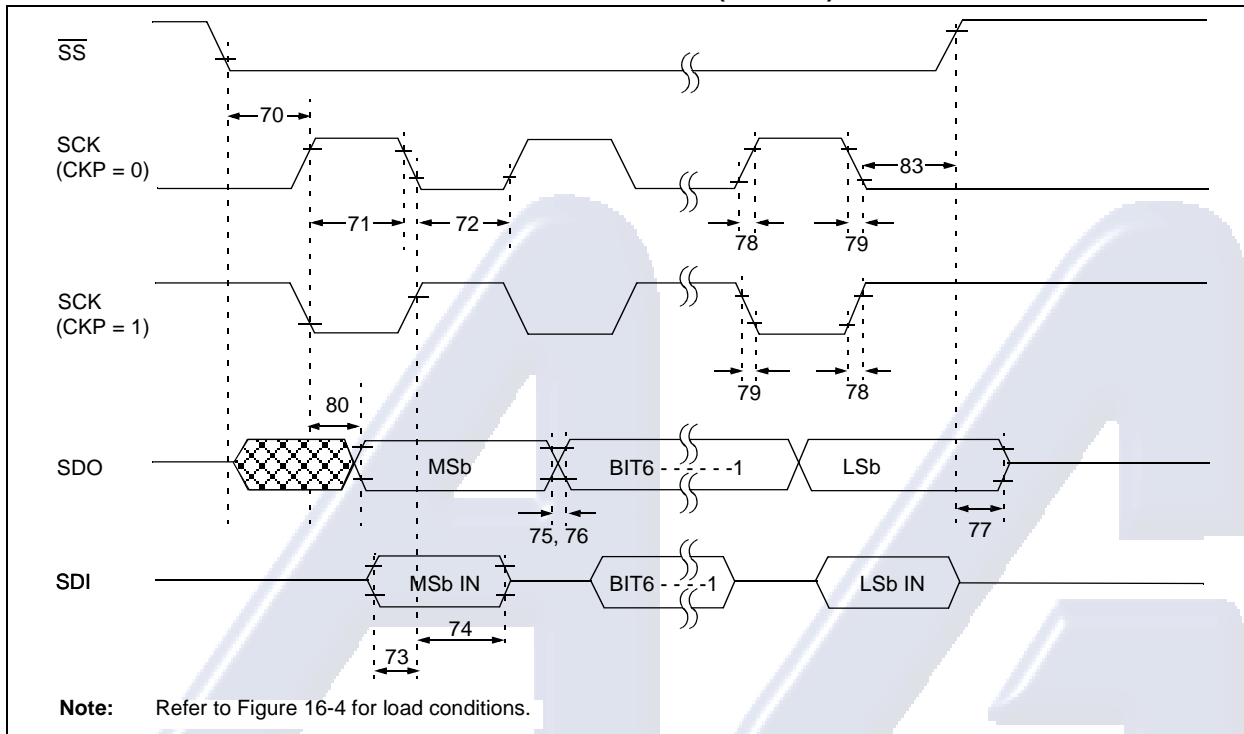 SS
70
SCK
(CKP = 0)
83
71
72
78
79
SCK
(CKP = 1)
79
78
80
SDO
MSb
BIT6 - - - - - -1
LSb
75, 76
77
SDI
MSb IN
BIT6 - - - - -1
LSb IN
74
73
Note: Refer to Figure 16-4 for load conditions.